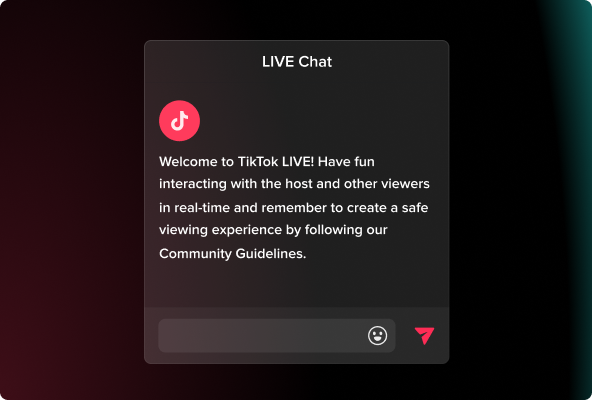 LIVE Chat
Welcome to TikTok LIVE! Have fun
interacting with the host and other viewers
in real-time and remember to create a safe
viewing experience by following our
Community Guidelines.